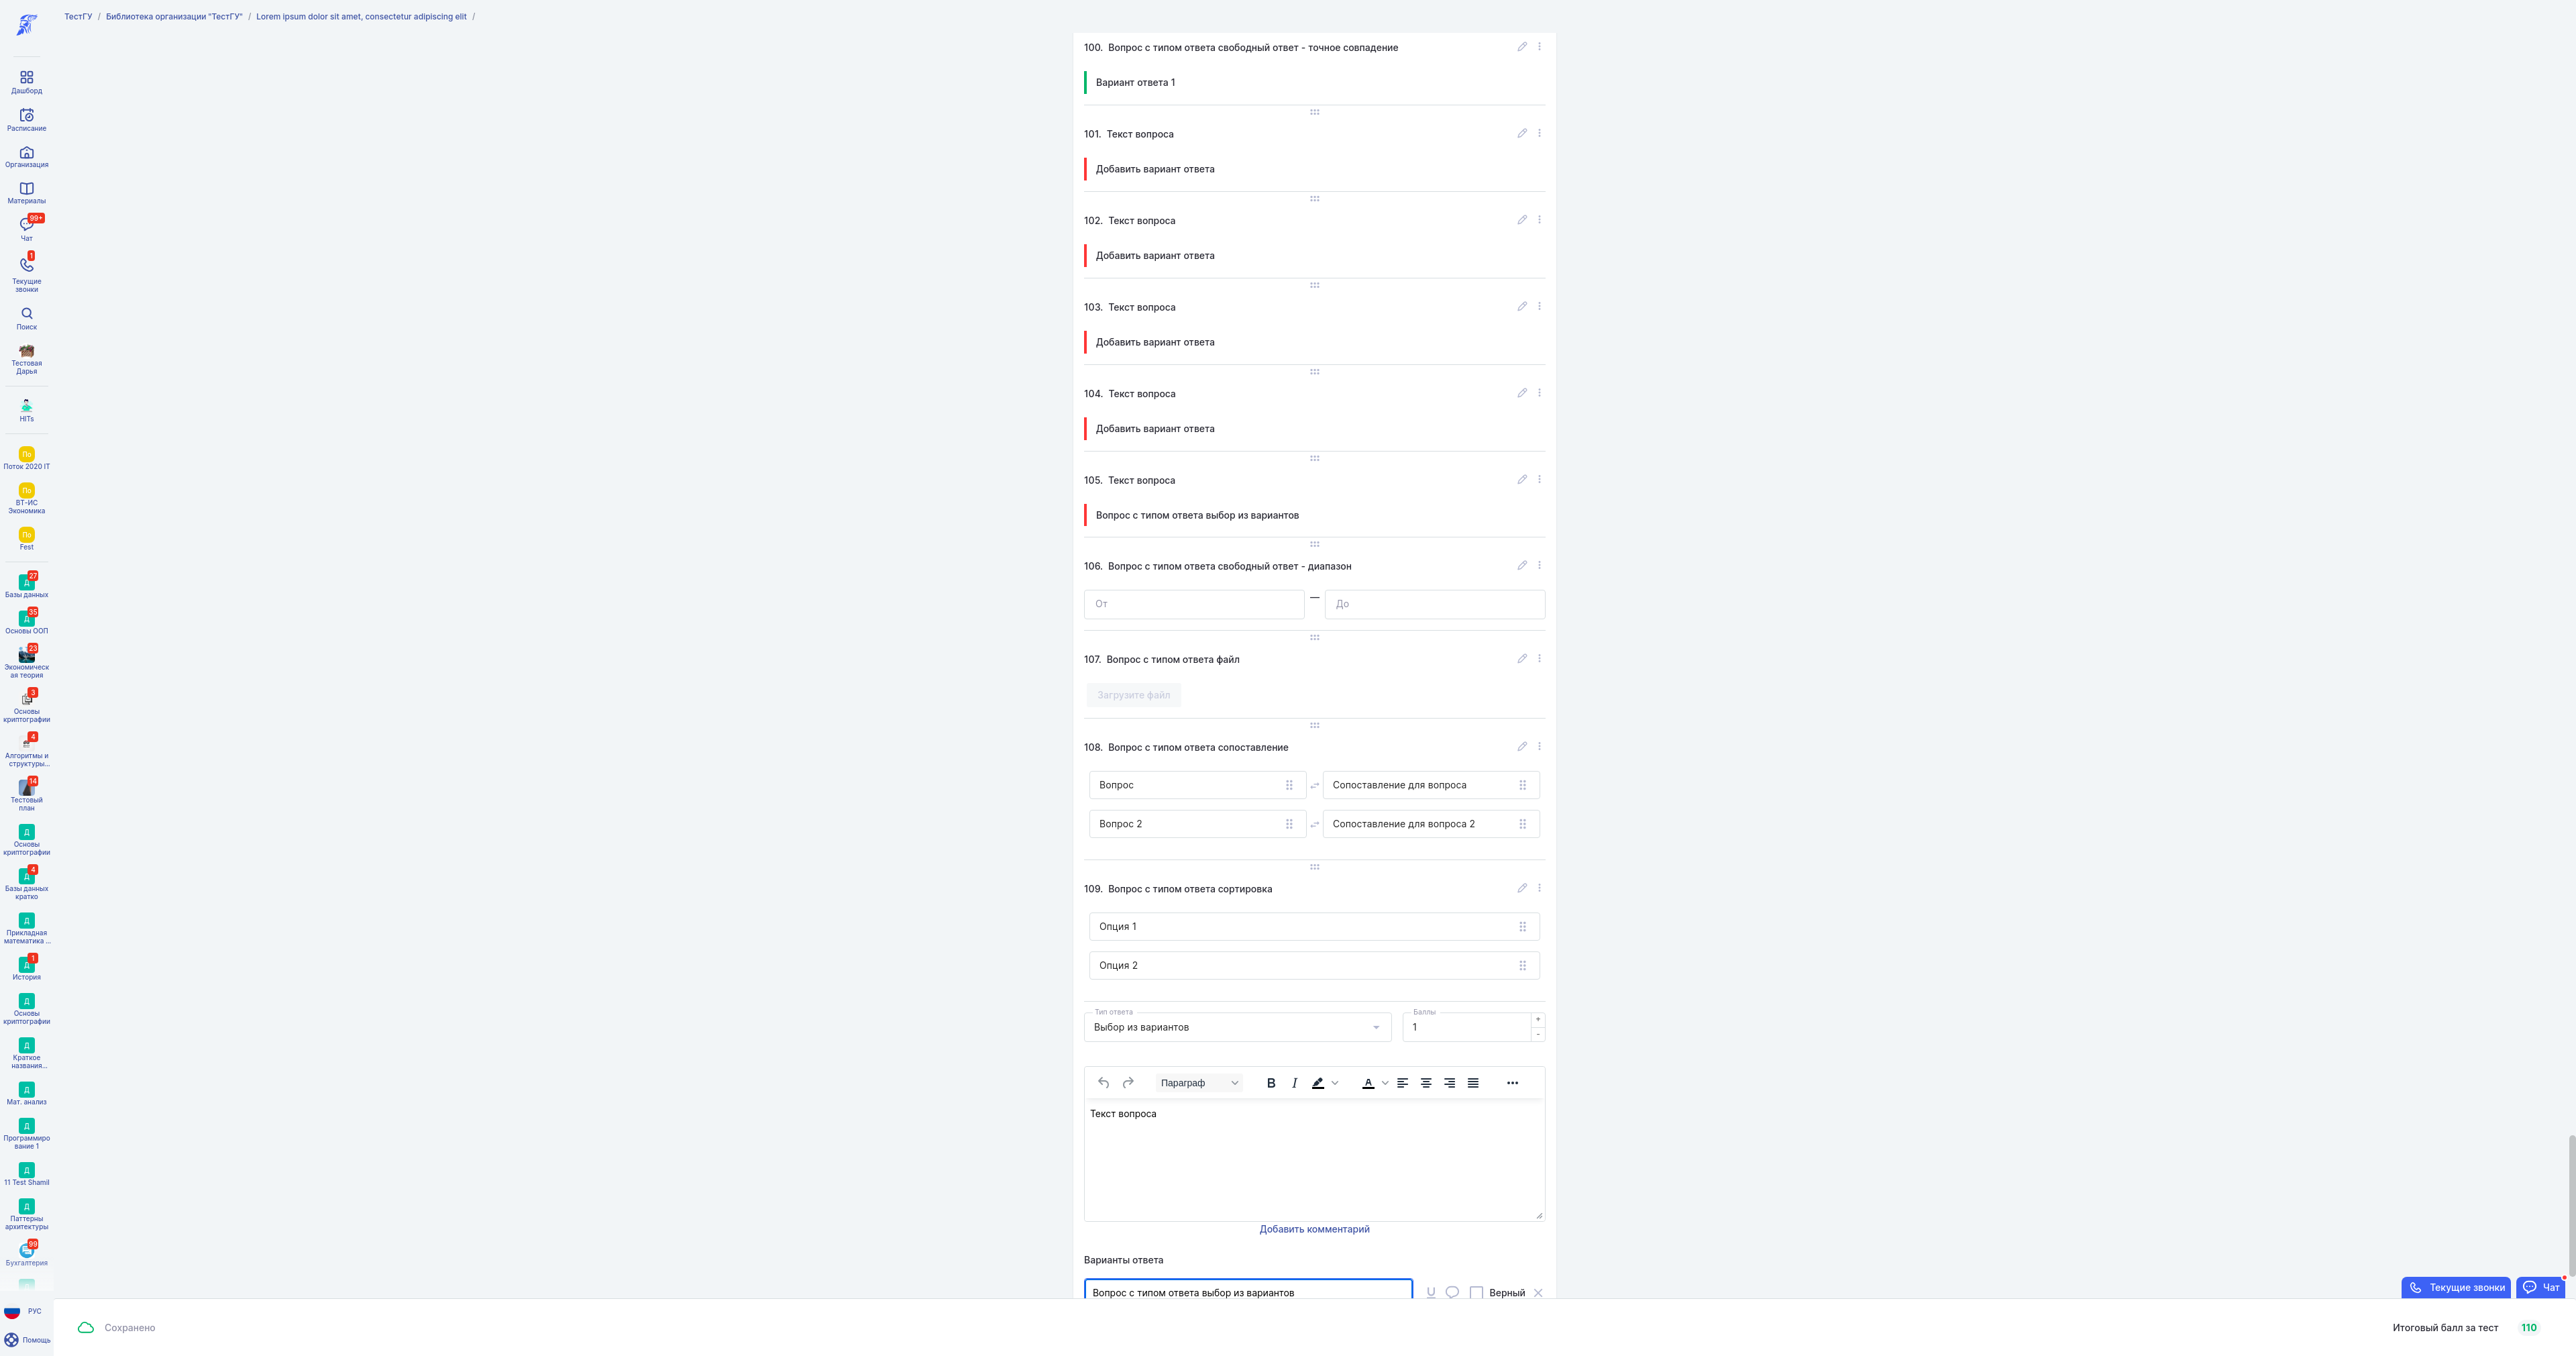 ТестГУ / Библиотека организации "ТестГУ" / Lorem ipsum dolor sit amet, consectetur adipiscing elit /
Дашборд
Расписание
Организация
Материалы
99+
Чат
1
Текущие
звонки
Поиск
Тестовая
Дарья
HITs
По
Поток 2020 IT
По
ВТ-ИС
Экономика
По
Fest
Д
27
Базы данных
Д
35
Основы ООП
23
Экономическ
ая теория
3
Основы
криптографии
4
Алгоритмы и
структуры...
14
Тестовый
план
Д
Основы
криптографии
Д
4
Базы данных
кратко
Д
Прикладная
математика ...
Д
1
История
Д
Основы
криптографии
Д
Краткое
названия...
Д
Мат. анализ
Д
Программиро
вание 1
Д
11 Test Shamil
Д
Паттерны
архитектуры
99
Бухгалтерия
РУС
Помощь
100. Вопрос с типом ответа свободный ответ - точное совпадение
Вариант ответа 1
101. Текст вопроса
Добавить вариант ответа
102. Текст вопроса
Добавить вариант ответа
103. Текст вопроса
Добавить вариант ответа
104. Текст вопроса
Добавить вариант ответа
105. Текст вопроса
Вопрос с типом ответа выбор из вариантов
106. Вопрос с типом ответа свободный ответ - диапазон
От — До
107. Вопрос с типом ответа файл
Загрузите файл
108. Вопрос с типом ответа сопоставление
Вопрос Сопоставление для вопроса
Вопрос 2 Сопоставление для вопроса 2
109. Вопрос с типом ответа сортировка
Опция 1
Опция 2
Тип ответа Баллы
Выбор из вариантов 1 + -
Параграф B I A
Текст вопроса
Добавить комментарий
Варианты ответа
Вопрос с типом ответа выбор из вариантов Верный
Текущие звонки Чат
Сохранено Итоговый балл за тест 110